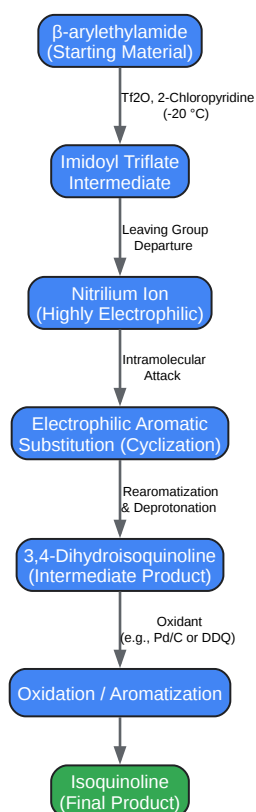 β-arylethylamide
(Starting Material)
Tf2O, 2-Chloropyridine
(-20 °C)
Imidoyl Triflate
Intermediate
Leaving Group
Departure
Nitrilium Ion
(Highly Electrophilic)
Intramolecular
Attack
Electrophilic Aromatic
Substitution (Cyclization)
Rearomatization
& Deprotonation
3,4-Dihydroisoquinoline
(Intermediate Product)
Oxidant
(e.g., Pd/C or DDQ)
Oxidation / Aromatization
Isoquinoline
(Final Product)